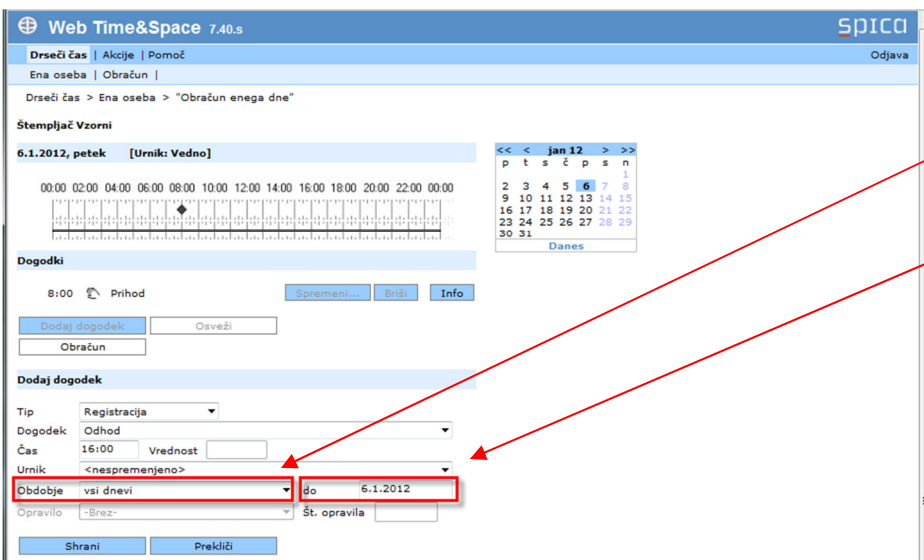 Web Time&Space 7.40.s
spica
Drseči čas | Akcije | Pomoč
Odjava
Ena oseba | Obračun |
Drseči čas > Ena oseba > "Obračun enega dne"
Štempljač Vzorni
6.1.2012, petek [Urnik: Vedno]
<< < jan 12 > >>
p t s č p s n
1
2 3 4 5 6 7 8
9 10 11 12 13 14 15
16 17 18 19 20 21 22
23 24 25 26 27 28 29
30 31
Danes
00:00 02:00 04:00 06:00 08:00 10:00 12:00 14:00 16:00 18:00 20:00 22:00 00:00
Dogodki
8:00 Prihod Spremeni... Briši Info
Dodaj dogodek Osveži
Obračun
Dodaj dogodek
Tip Registracija
Dogodek Odhod
Čas 16:00 Vrednost
Urnik <nespremenjeno>
Obdobje vsi dnevi do 6.1.2012
Opravilo -Brez- Št. opravila
Shrani Prekliči